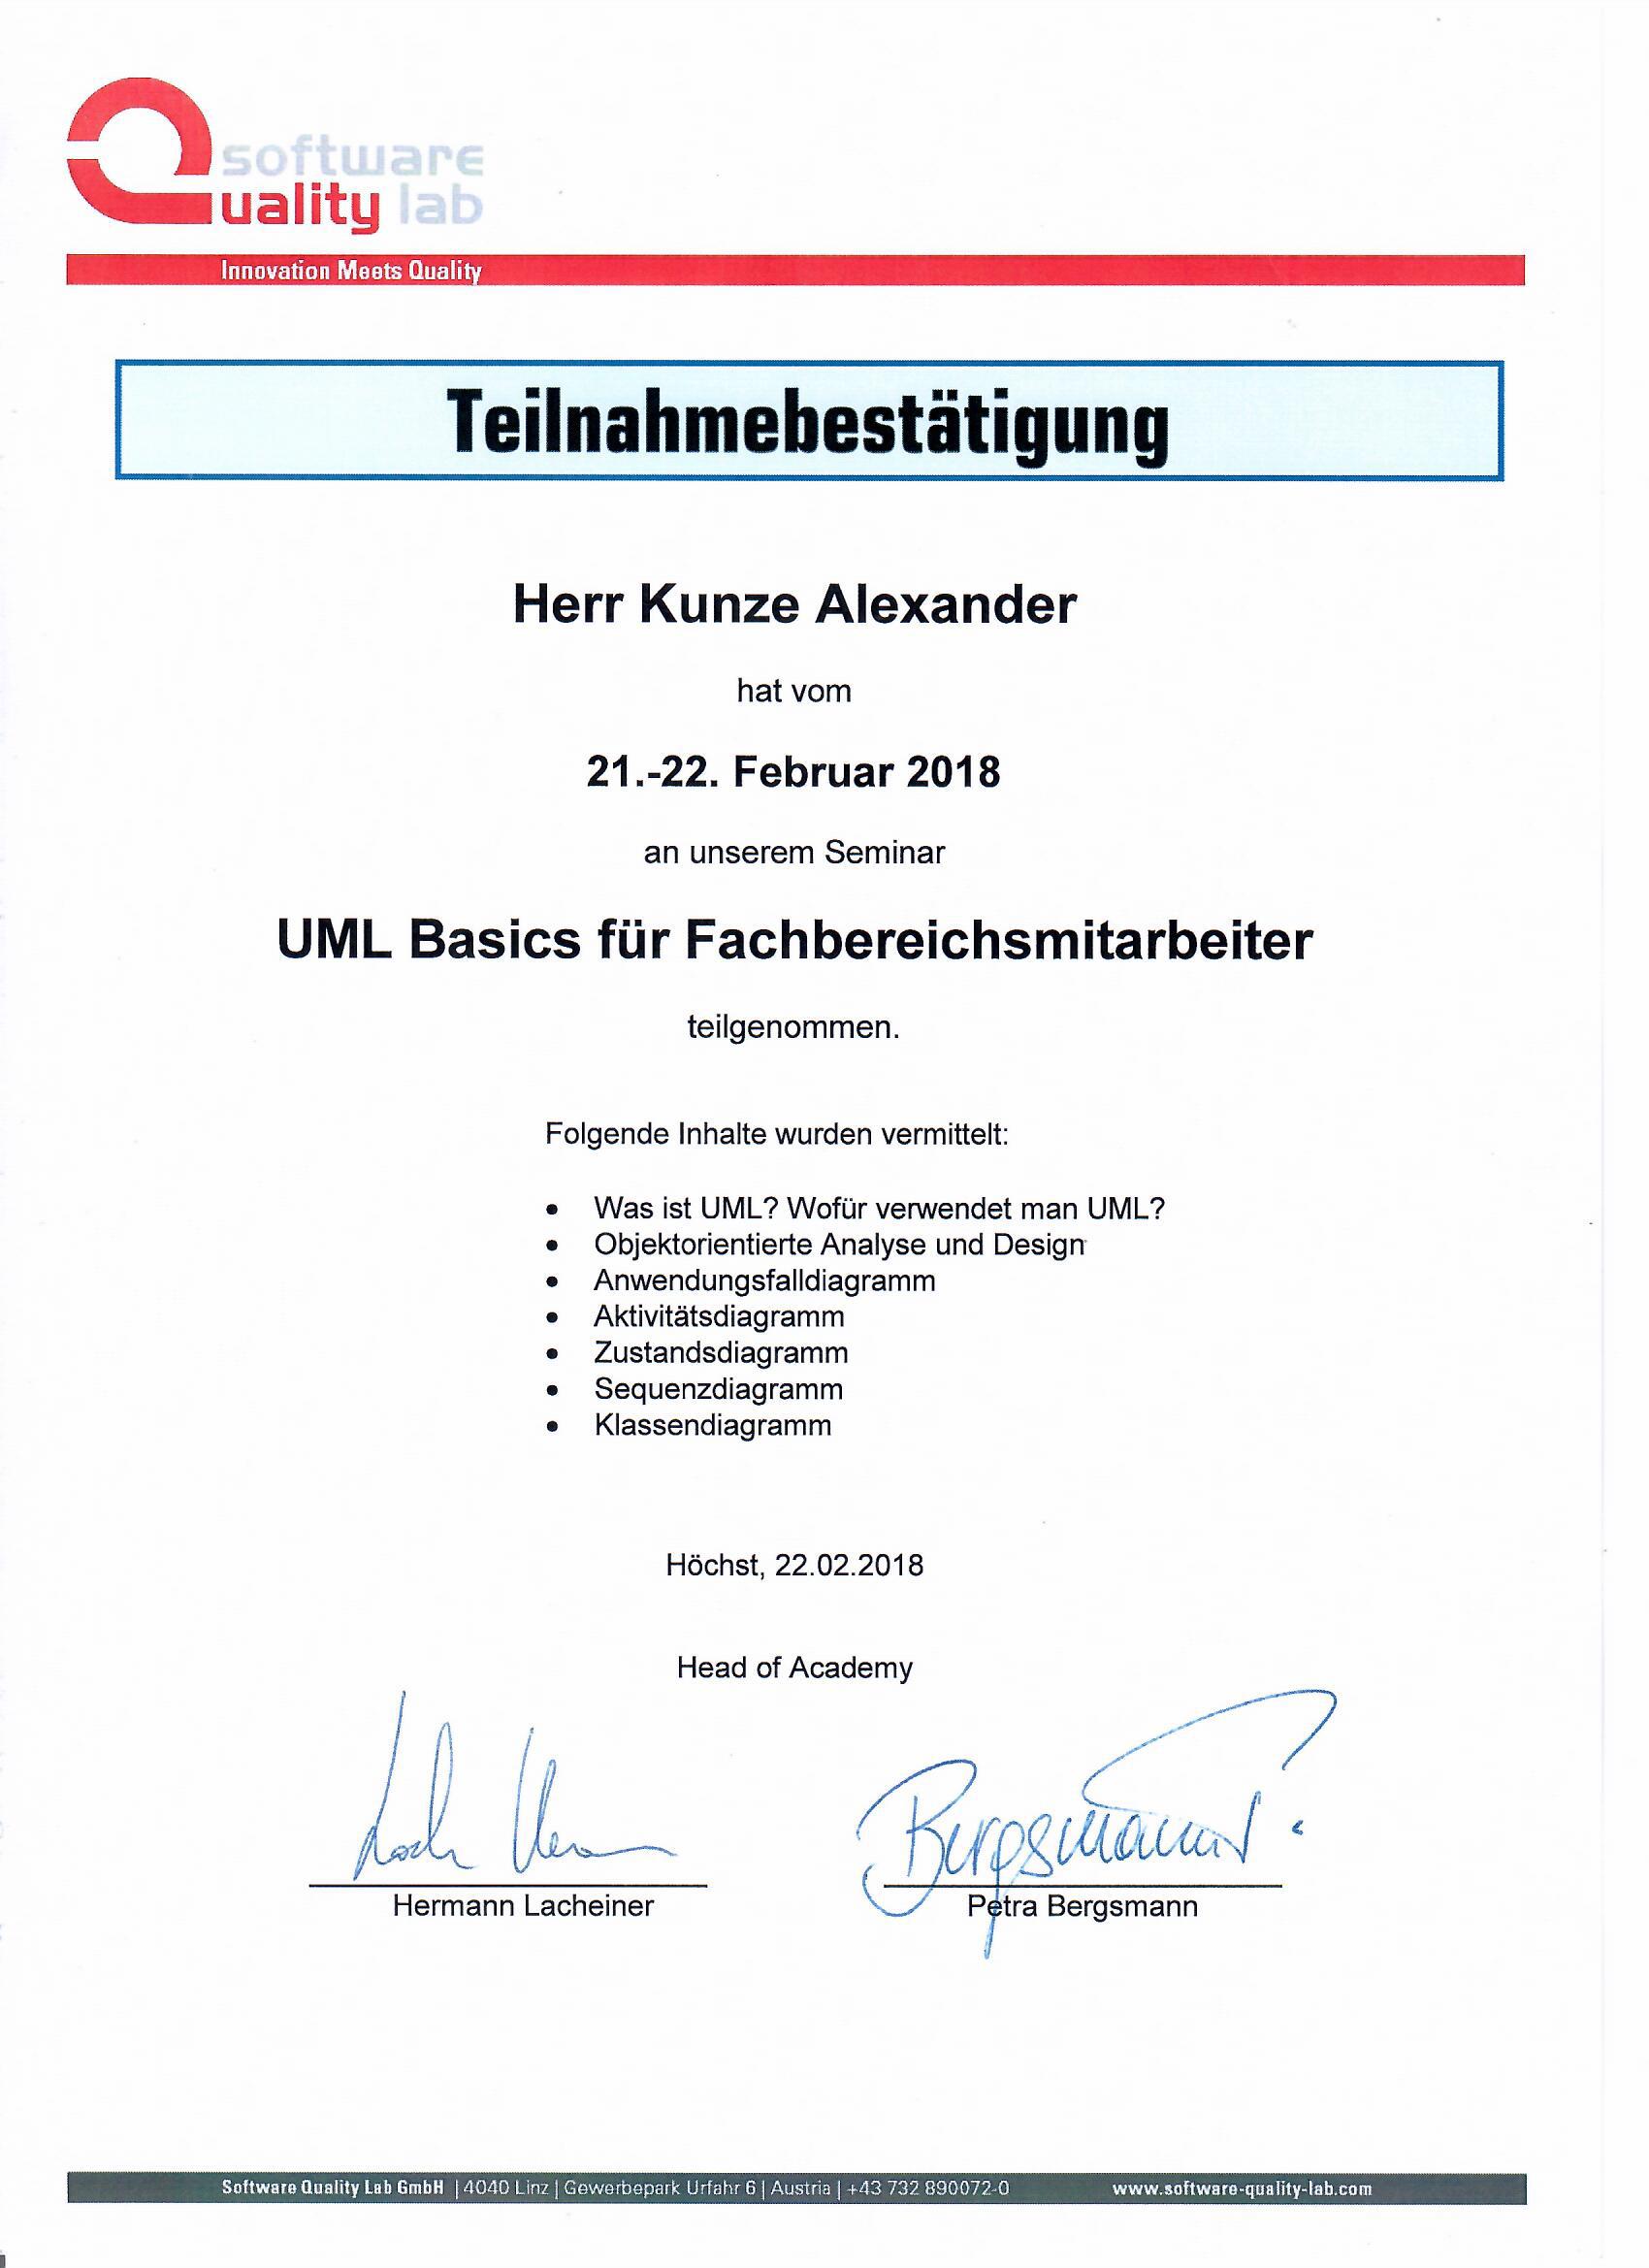 software
Quality lab
Innovation Meets Quality
Teilnahmebestätigung
Herr Kunze Alexander
hat vom
21.-22. Februar 2018
an unserem Seminar
UML Basics für Fachbereichsmitarbeiter
teilgenommen.
Folgende Inhalte wurden vermittelt:
• Was ist UML? Wofür verwendet man UML?
• Objektorientierte Analyse und Design
• Anwendungsfalldiagramm
• Aktivitätsdiagramm
• Zustandsdiagramm
• Sequenzdiagramm
• Klassendiagramm
Höchst, 22.02.2018
Head of Academy
Bergsmann
Hermann Lacheiner
Petra Bergsmann
Software Quality Lab GmbH | 4040 Linz | Gewerbepark Urfahr 6 | Austria | +43 732 890072-0 www.software-quality-lab.com